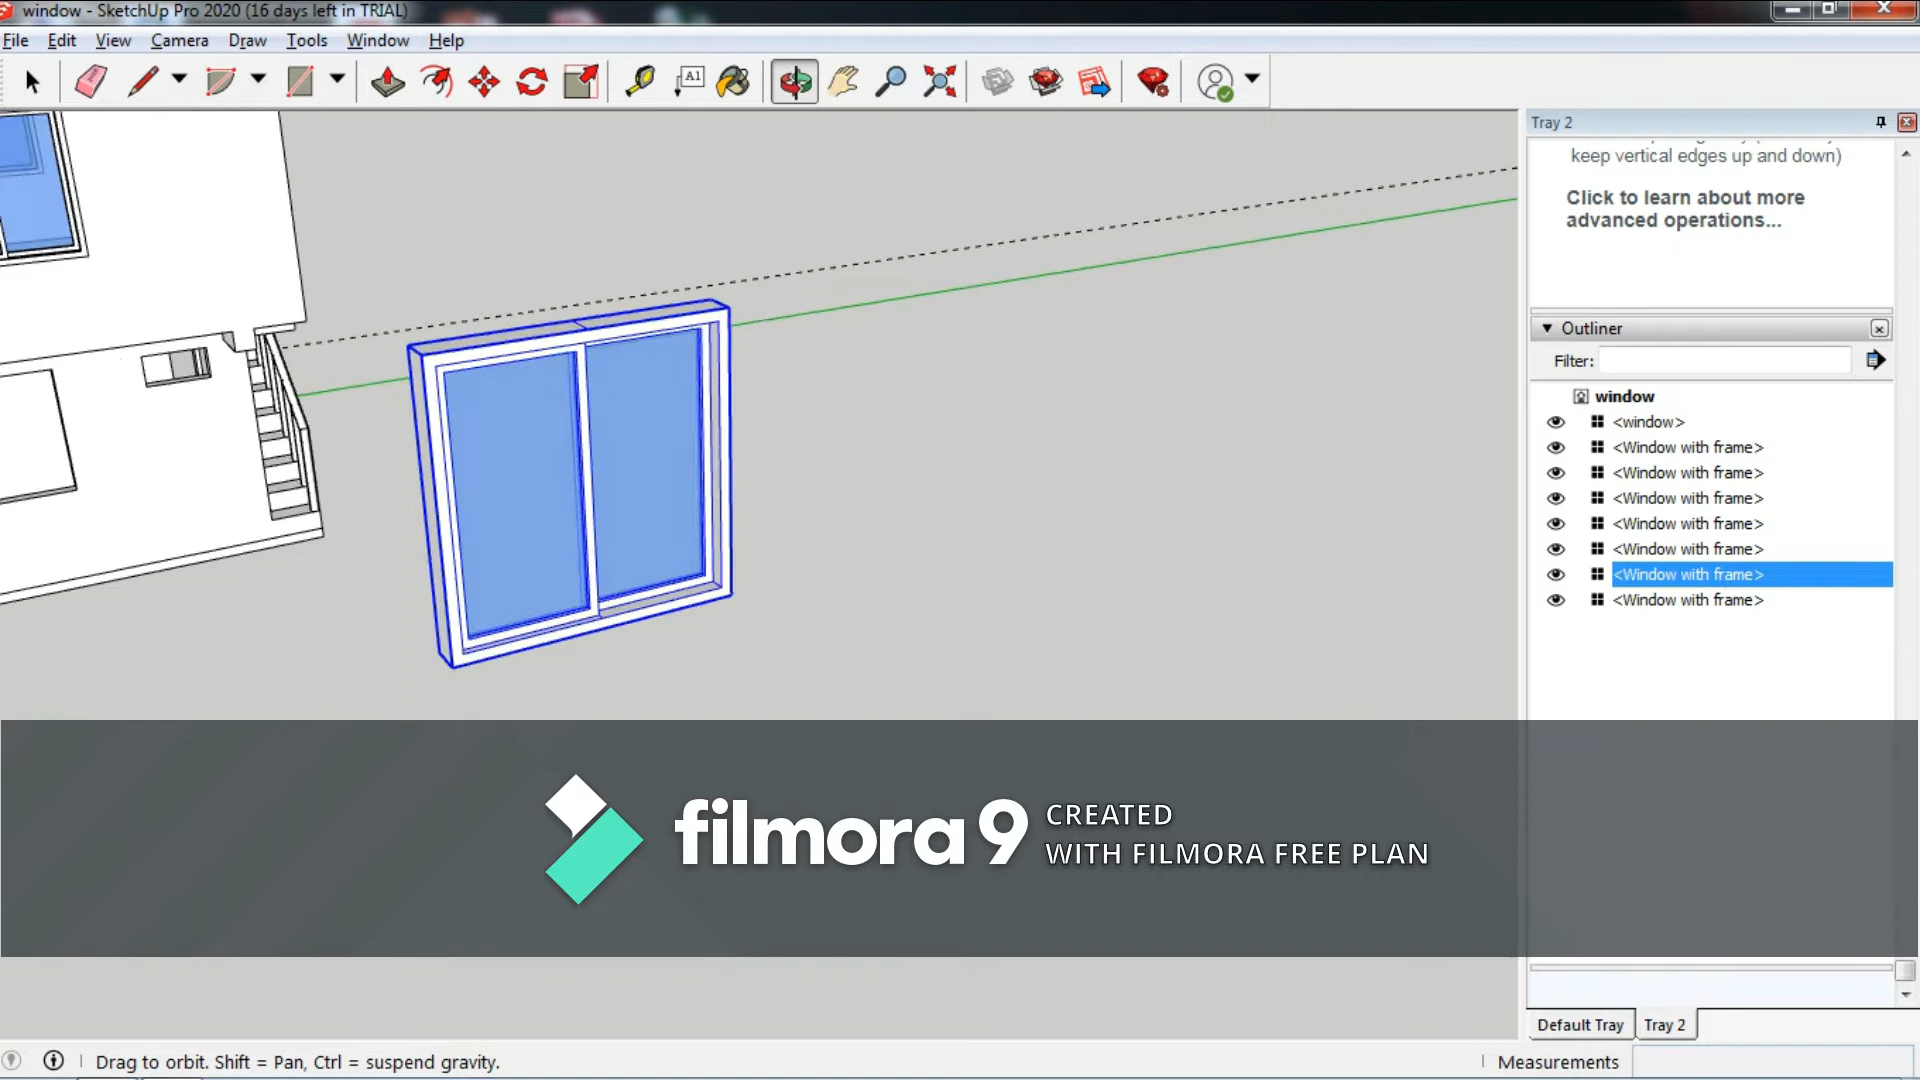 window - SketchUp Pro 2020 (16 days left in TRIAL)
File Edit View Camera Draw Tools Window Help
A1
Tray 2
keep vertical edges up and down)
Click to learn about more
advanced operations...
Outliner
Filter:
window
<window>
<Window with frame>
<Window with frame>
<Window with frame>
<Window with frame>
<Window with frame>
<Window with frame>
<Window with frame>
filmora 9
CREATED
WITH FILMORA FREE PLAN
Default Tray Tray 2
Drag to orbit. Shift = Pan, Ctrl = suspend gravity.
Measurements